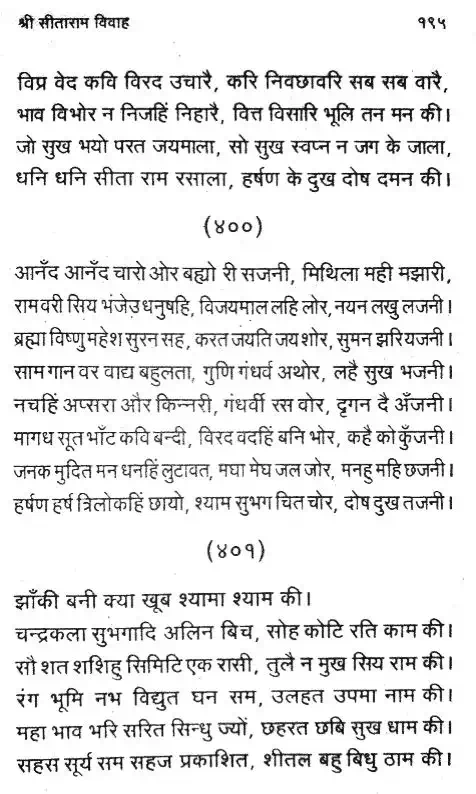 श्री सीताराम विवाह १९५
विप्र वेद कवि विरद उचारै, करि निवछावरि सब सब वारै,
भाव विभोर न निजहिं निहारै, वित्त विसारि भूलि तन मन की।
जो सुख भयो परत जयमाला, सो सुख स्वप्न न जग के जाला,
धनि धनि सीता राम रसाला, हर्षण के दुख दोष दमन की।
(४००)
आनँद आनँद चारो ओर बह्यो री सजनी, मिथिला मही मझारी,
राम वरी सिय भंजेउ धनुषहि, विजयमाल लहि लोर, नयन लखु लजनी।
ब्रह्मा विष्णु महेश सुरन सह, करत जयति जय शोर, सुमन झरि यजनी।
साम गान वर वाद्य बहुलता, गुणि गंधर्व अथोर, लहै सुख भजनी।
नचहिं अप्सरा और किन्नरी, गंधर्वी रस वोर, दृगन दै अँजनी।
मागध सूत भाँट कवि बन्दी, विरद वदहिं बनि भोर, कहै को कुँजनी।
जनक मुदित मन धनहिं लुटावत, मघा मेघ जल जोर, मनहु महि छजनी।
हर्षण हर्ष त्रिलोकहिं छायो, श्याम सुभग चित चोर, दोष दुख तजनी।
(४०१)
झाँकी बनी क्या खूब श्यामा श्याम की।
चन्द्रकला सुभगादि अलिन बिच, सोह कोटि रति काम की।
सौ शत शशिहु सिमिटि एक रासी, तुलै न मुख सिय राम की।
रंग भूमि नभ विद्युत घन सम, उलहत उपमा नाम की।
महा भाव भरि सरित सिन्धु ज्यों, छहरत छबि सुख धाम की।
सहस सूर्य सम सहज प्रकाशित, शीतल बहु बिधु ठाम की।